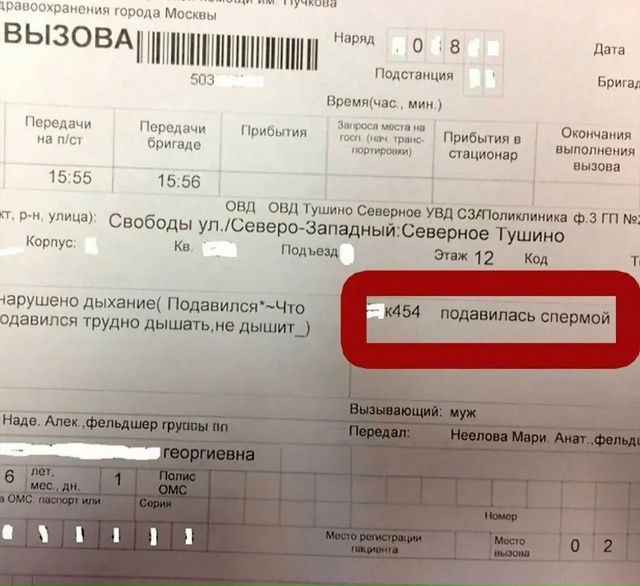 дравоохранения города Москвы
им. Пучкова
ВЫЗОВА
503
Наряд 0 8
Дата
Подстанция
Бригад
Время(час., мин.)
Передачи на п/ст
Передачи бригаде
Прибытия
Запроса места на госп. (нач. транс-портировки)
Прибытия в стационар
Окончания выполнения вызова
15:55
15:56
ОВД ОВД Тушино Северное УВД СЗА Поликлиника ф.3 ГП №2
кт, р-н, улица): Свободы ул./Северо-Западный:Северное Тушино
Корпус: Кв. Подъезд Этаж 12 Код
нарушено дыхание( Подавился*~Что
одавился трудно дышать,не дышит_)
к454 подавилась спермой
Вызывающий: муж
Наде. Алек.,фельдшер группы по
Передал: Неелова Мари. Анат.,фельд
георгиевна
6 лет, мес., дн. 1 Полис ОМС
ОМС: паспорт или Серия
Номер
Место регистрации пациента
Место вызова 0 2